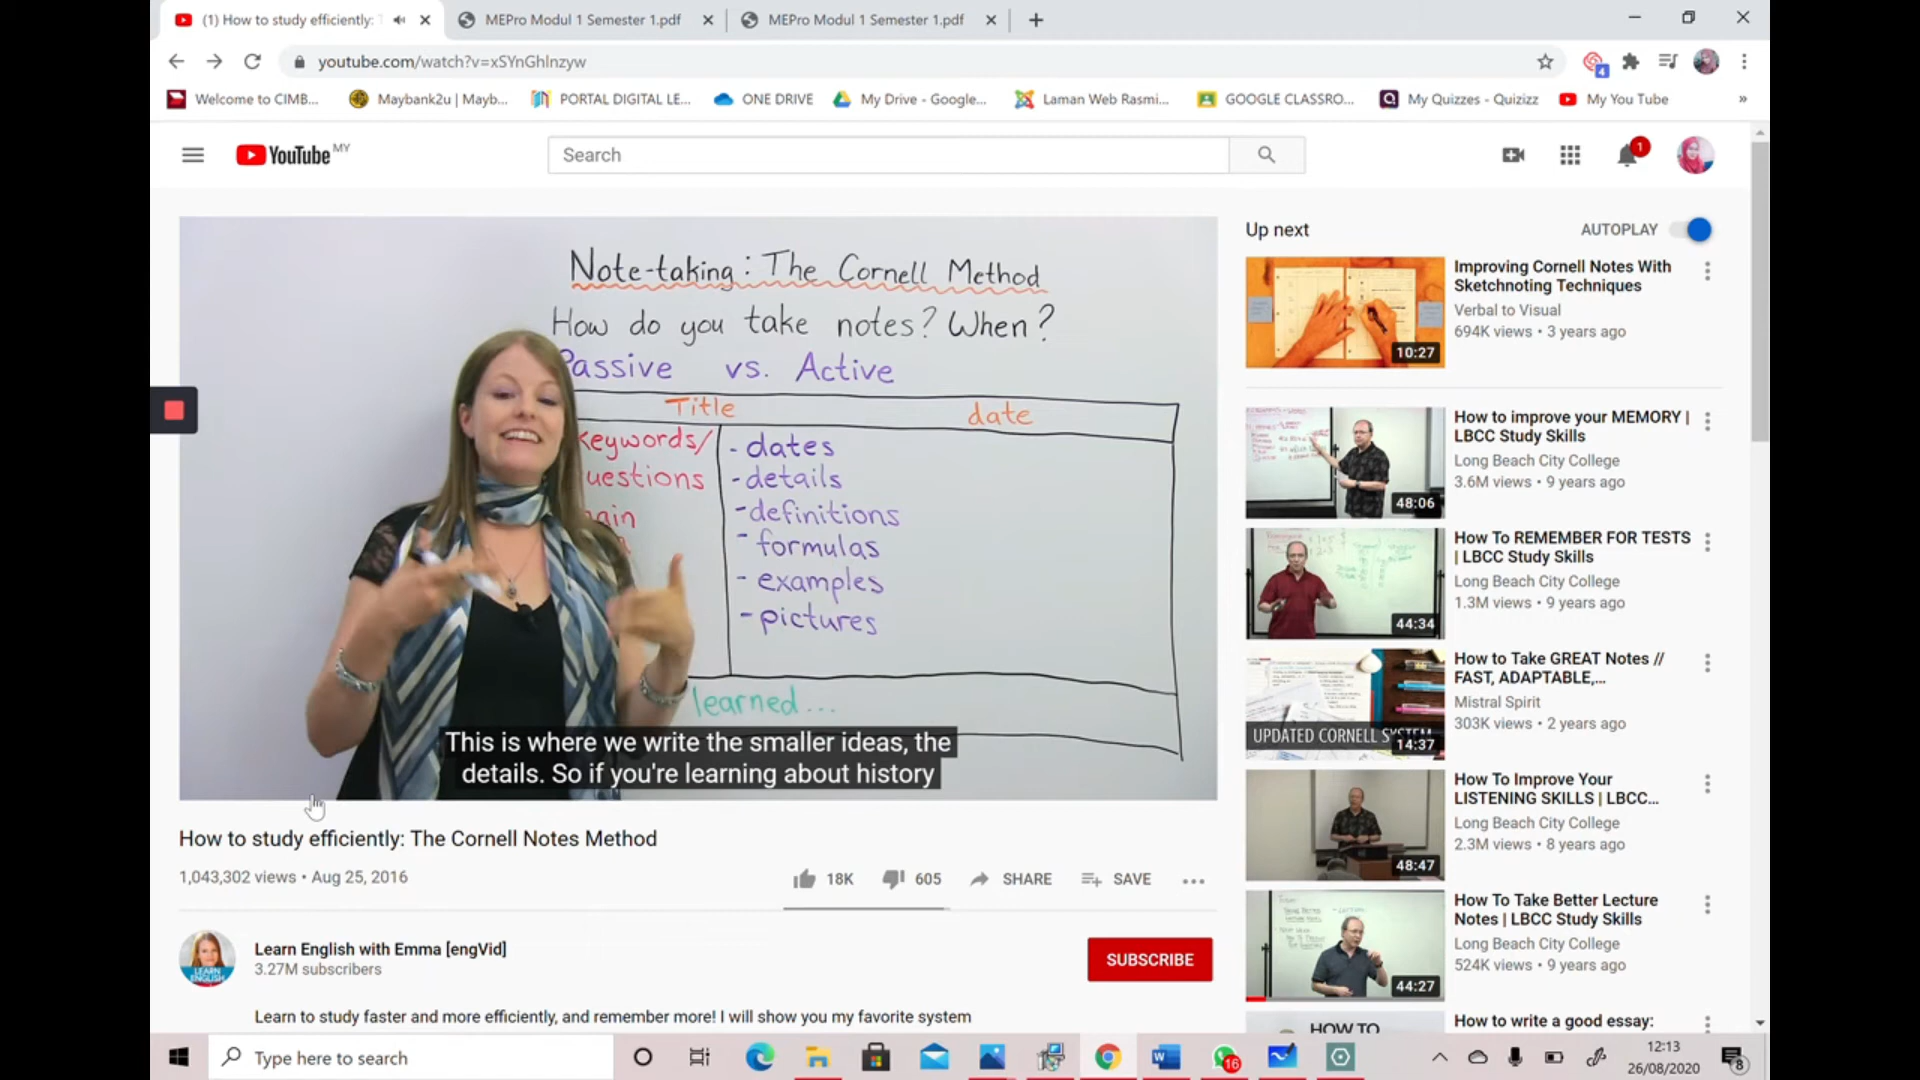 (1) How to study efficiently: T
MEPro Modul 1 Semester 1.pdf
MEPro Modul 1 Semester 1.pdf
youtube.com/watch?v=xSYnGhlnzyw
4
Welcome to CIMB...
Maybank2u | Mayb...
PORTAL DIGITAL LE...
ONE DRIVE
My Drive - Google...
Laman Web Rasmi...
GOOGLE CLASSRO...
My Quizzes - Quizizz
My You Tube
YouTube MY
Search
1
Note-taking: The Cornell Method
How do you take notes? When?
Passive vs. Active
Title date
keywords/
uestions
ain
- dates
- details
- definitions
- formulas
- examples
- pictures
learned...
This is where we write the smaller ideas, the
details. So if you're learning about history
How to study efficiently: The Cornell Notes Method
1,043,302 views • Aug 25, 2016
18K
605
SHARE
SAVE
LEARN
ENGLISH
Learn English with Emma [engVid]
3.27M subscribers
SUBSCRIBE
Learn to study faster and more efficiently, and remember more! I will show you my favorite system
Up next
AUTOPLAY
10:27
Improving Cornell Notes With
Sketchnoting Techniques
Verbal to Visual
694K views • 3 years ago
48:06
How to improve your MEMORY |
LBCC Study Skills
Long Beach City College
3.6M views • 9 years ago
44:34
How To REMEMBER FOR TESTS
| LBCC Study Skills
Long Beach City College
1.3M views • 9 years ago
UPDATED CORNELL SYSTEM
14:37
How to Take GREAT Notes //
FAST, ADAPTABLE,...
Mistral Spirit
303K views • 2 years ago
48:47
How To Improve Your
LISTENING SKILLS | LBCC...
Long Beach City College
2.3M views • 8 years ago
44:27
How To Take Better Lecture
Notes | LBCC Study Skills
Long Beach City College
524K views • 9 years ago
HOW TO
How to write a good essay:
Type here to search
16
12:13
26/08/2020
8